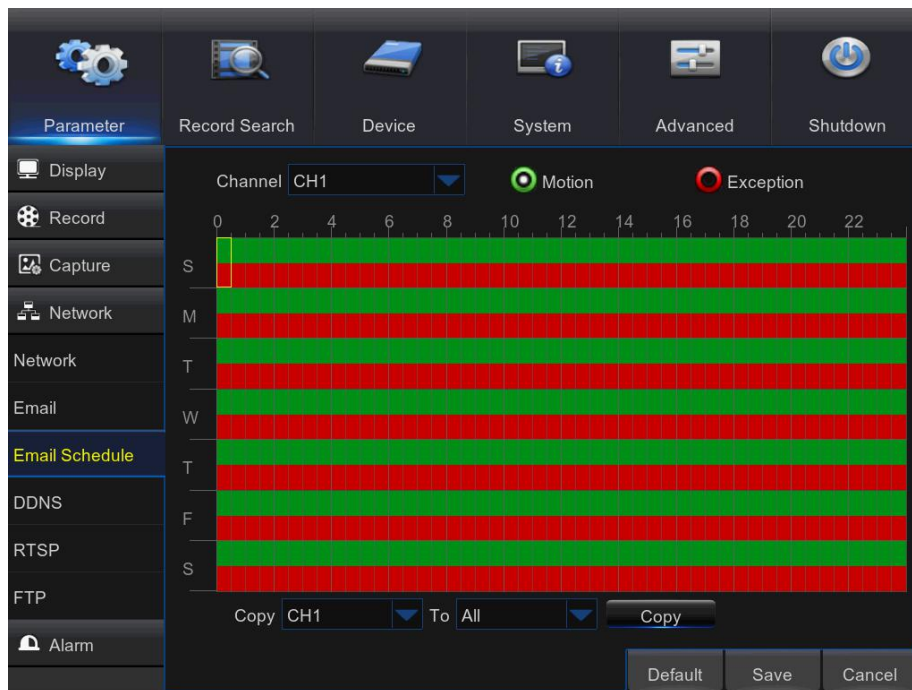 Parameter Record Search Device System Advanced Shutdown
Display
Channel CH1 Motion Exception
Record
0 2 4 6 8 10 12 14 16 18 20 22
Capture
S
Network
M
Network
T
Email
W
Email Schedule
T
DDNS
F
RTSP
S
FTP
Copy CH1 To All Copy
Alarm
Default Save Cancel